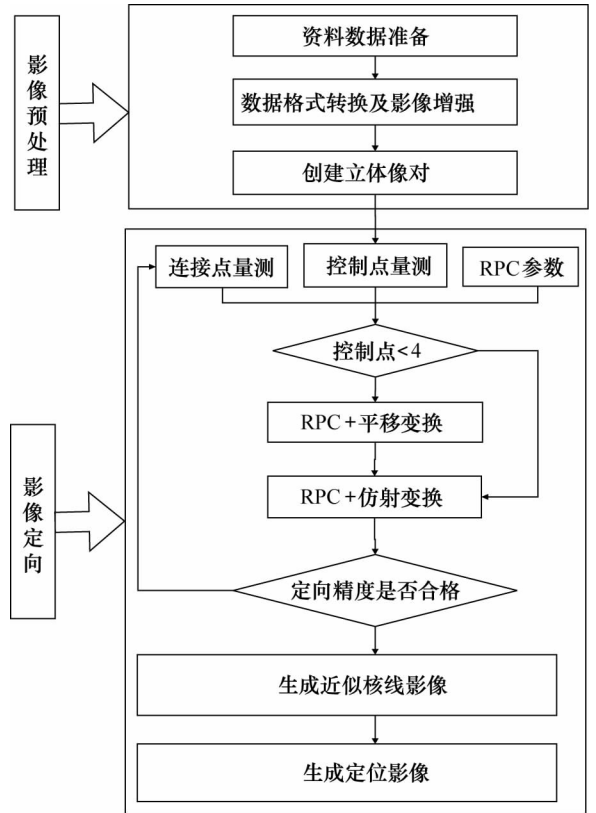 影像预处理
资料数据准备
数据格式转换及影像增强
创建立体像对
影像定向
连接点量测
控制点量测
RPC参数
控制点<4
RPC+平移变换
RPC+仿射变换
定向精度是否合格
生成近似核线影像
生成定位影像